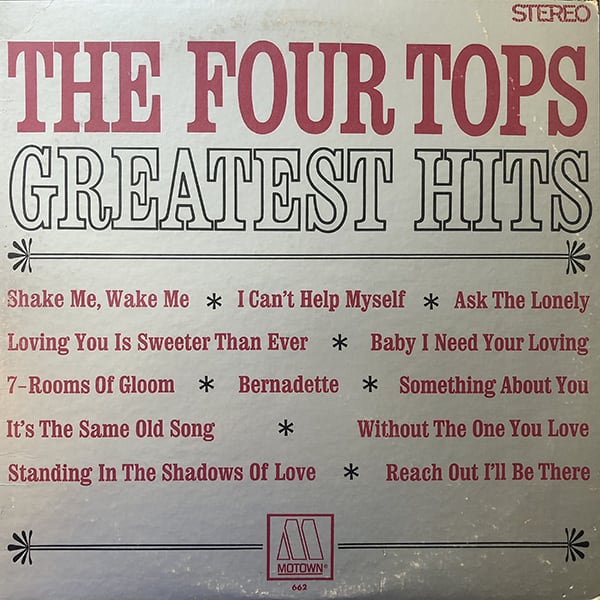 STEREO
THE FOUR TOPS
GREATEST HITS
Shake Me, Wake Me * I Can't Help Myself * Ask The Lonely
Loving You Is Sweeter Than Ever * Baby I Need Your Loving
7-Rooms Of Gloom * Bernadette * Something About You
It's The Same Old Song * Without The One You Love
Standing In The Shadows Of Love * Reach Out I'll Be There
M
MOTOWN®
662